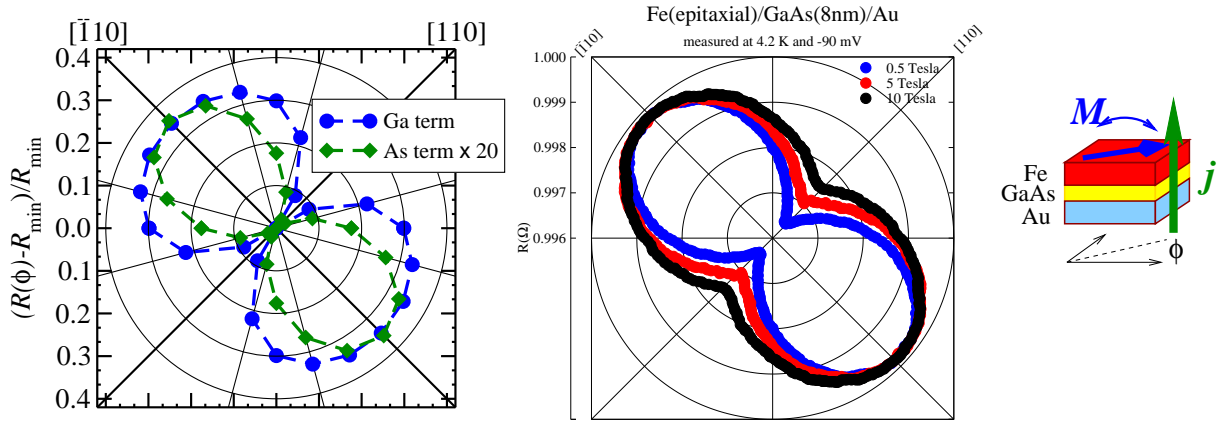 [1̄10]
[110]
0.4
0.3
0.2
0.1
0.0
0.1
0.2
0.3
0.4
(R(ϕ)-Rmin)/Rmin
Ga term
As term x 20
Fe(epitaxial)/GaAs(8nm)/Au
measured at 4.2 K and -90 mV
[1̄10]
[110]
1.000
0.999
0.998
0.997
0.996
R(Ω)
0.5 Tesla
5 Tesla
10 Tesla
M
j
Fe
GaAs
Au
ϕ